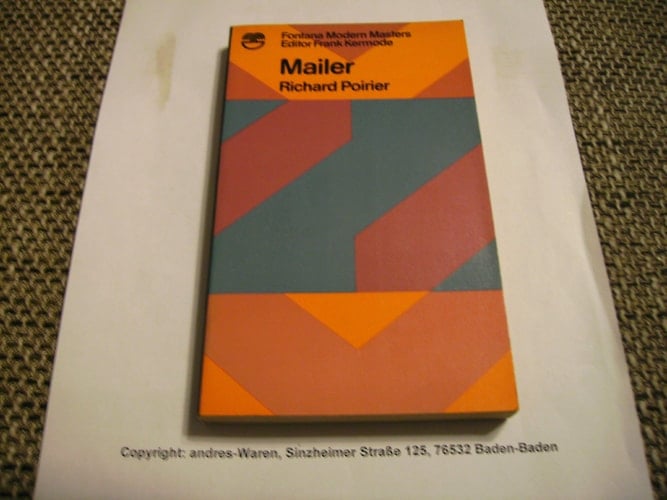 Fontana Modern Masters
Editor Frank Kermode
Mailer
Richard Poirier
Copyright: andres-Waren, Sinzheimer Straße 125, 76532 Baden-Baden